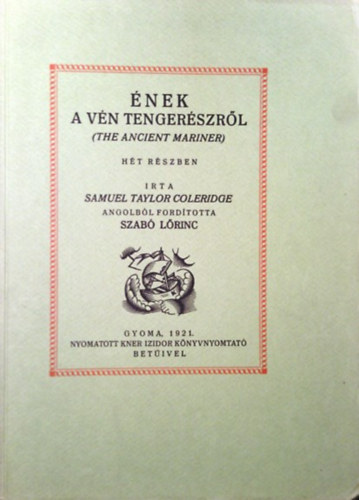 ÉNEK
A VÉN TENGERÉSZRŐL
(THE ANCIENT MARINER)
HÉT RÉSZBEN
IRTA
SAMUEL TAYLOR COLERIDGE
ANGOLBÓL FORDÍTOTTA
SZABÓ LŐRINC
GYOMA, 1921.
NYOMATOTT KNER IZIDOR KÖNYVNYOMTATÓ
BETŰIVEL